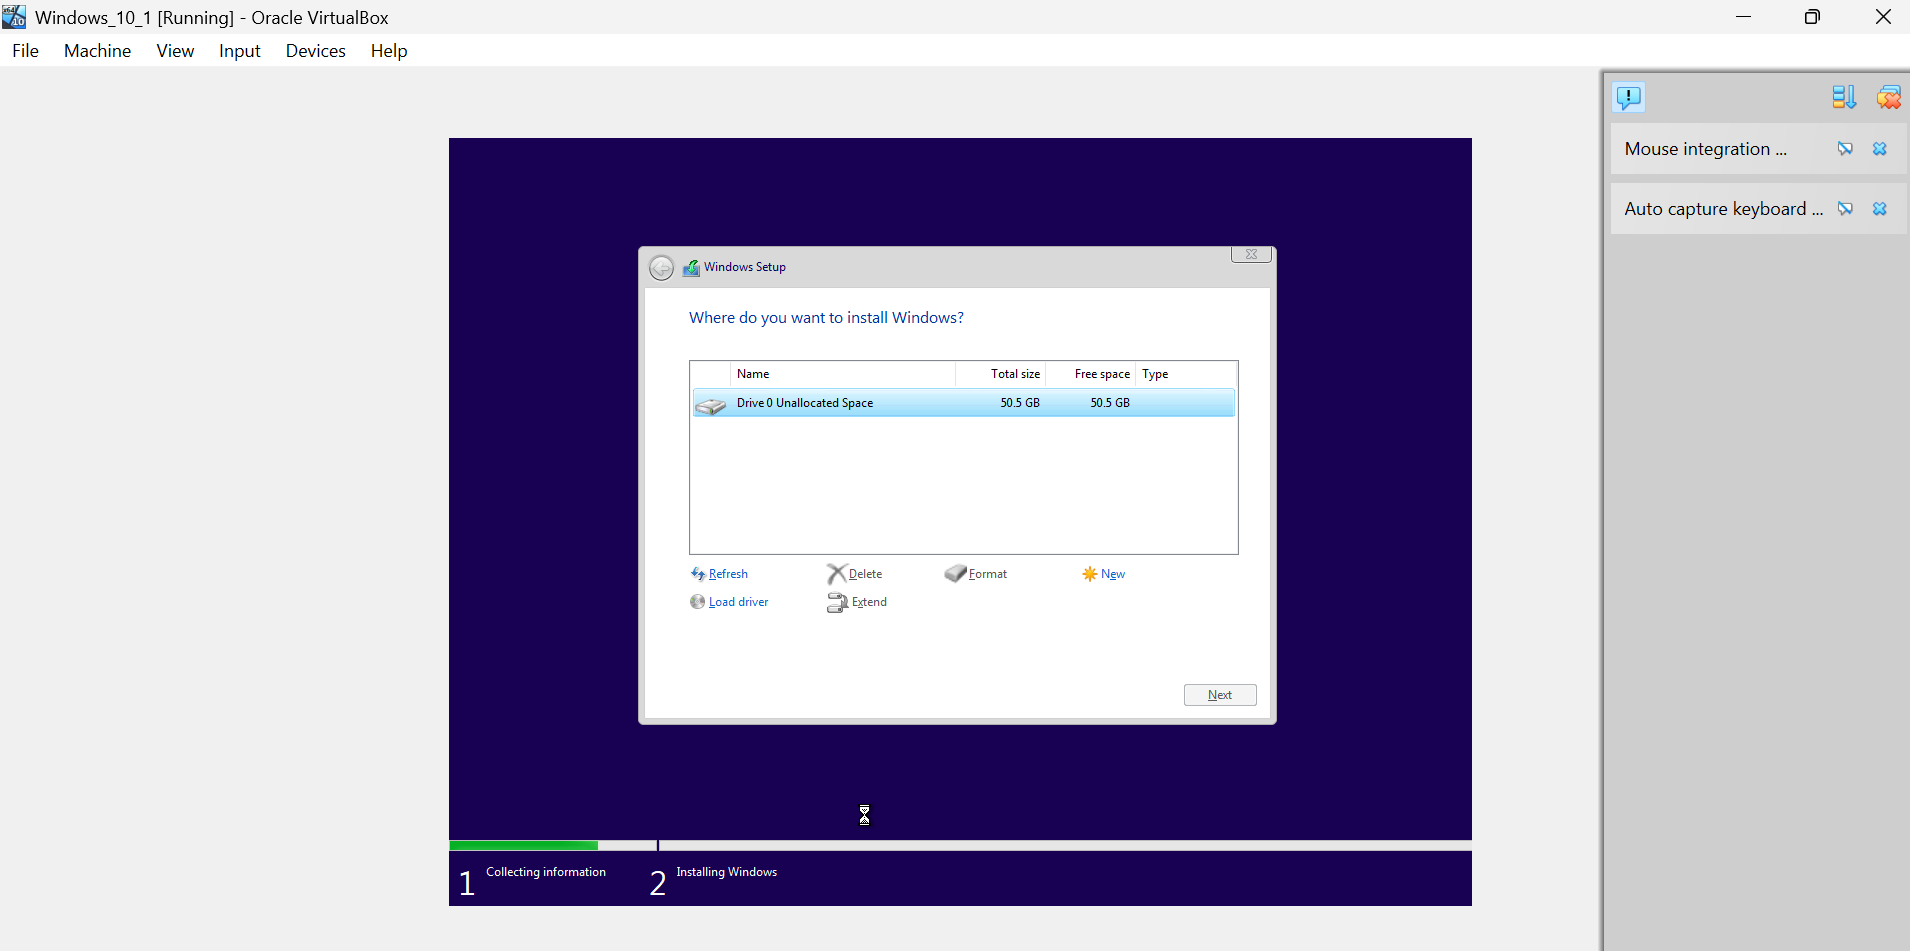 Windows_10_1 [Running] - Oracle VirtualBox
File Machine View Input Devices Help
Mouse integration ...
Auto capture keyboard ...
Windows Setup
Where do you want to install Windows?
Name Total size Free space Type
Drive 0 Unallocated Space 50.5 GB 50.5 GB
Refresh Delete Format New
Load driver Extend
Next
1 Collecting information 2 Installing Windows